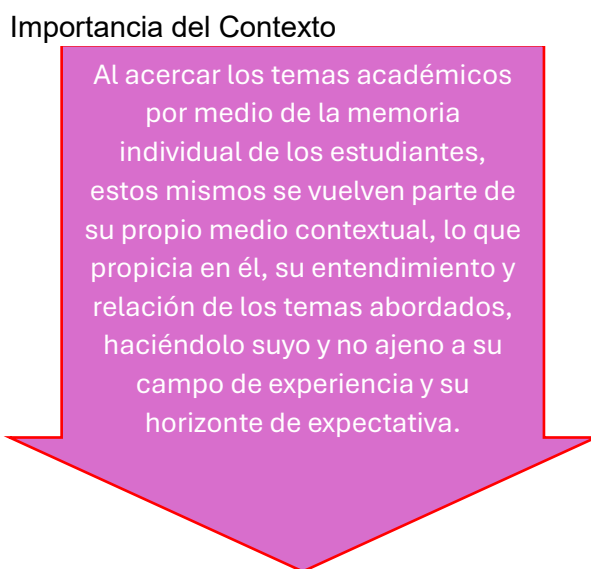 Importancia del Contexto
Al acercar los temas académicos
por medio de la memoria
individual de los estudiantes,
estos mismos se vuelven parte de
su propio medio contextual, lo que
propicia en él, su entendimiento y
relación de los temas abordados,
haciéndolo suyo y no ajeno a su
campo de experiencia y su
horizonte de expectativa.